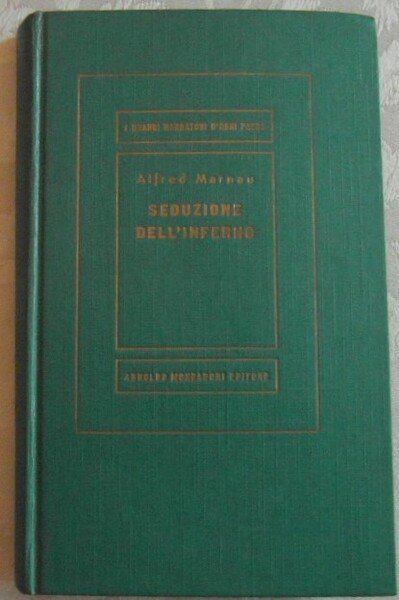 I GRANDI NARRATORI D'OGNI PAESE
Alfred Marnau
SEDUZIONE
DELL'INFERNO
ARNOLDO MONDADORI EDITORE